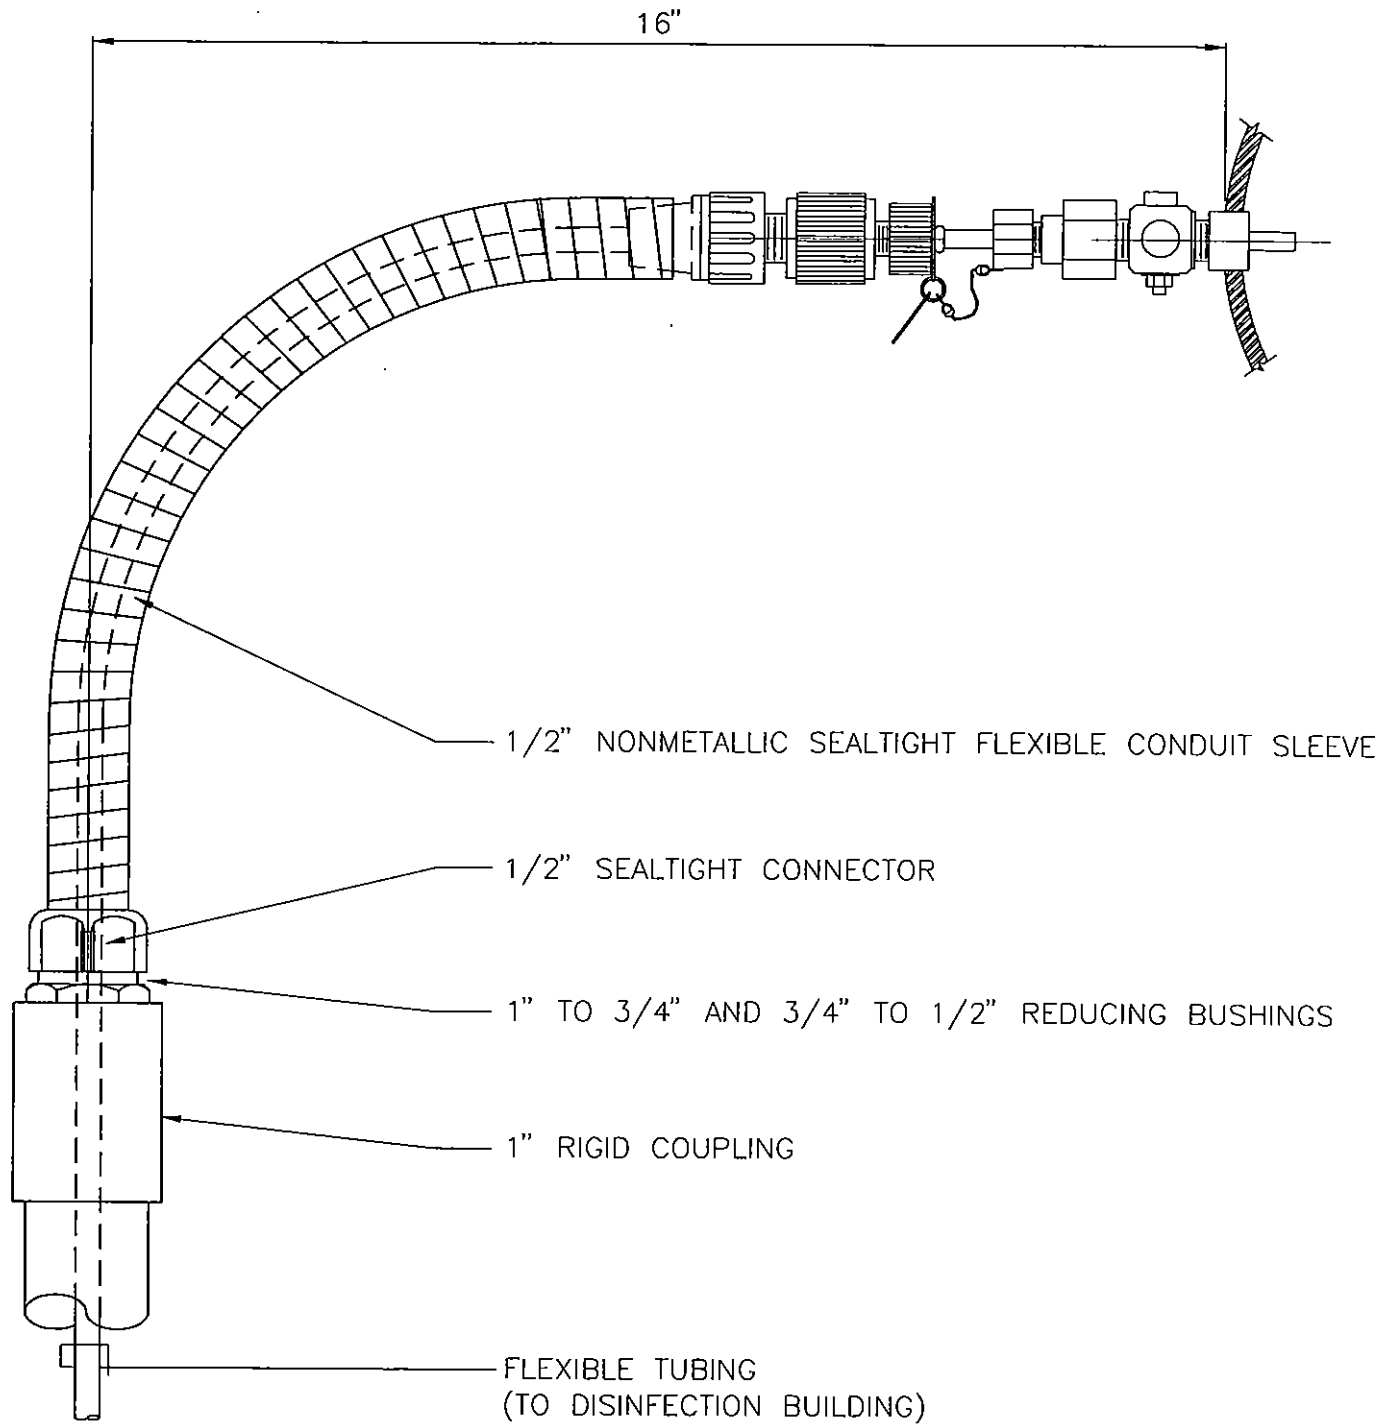 16"
1/2" NONMETALLIC SEALTIGHT FLEXIBLE CONDUIT SLEEVE
1/2" SEALTIGHT CONNECTOR
1" TO 3/4" AND 3/4" TO 1/2" REDUCING BUSHINGS
1" RIGID COUPLING
FLEXIBLE TUBING
(TO DISINFECTION BUILDING)